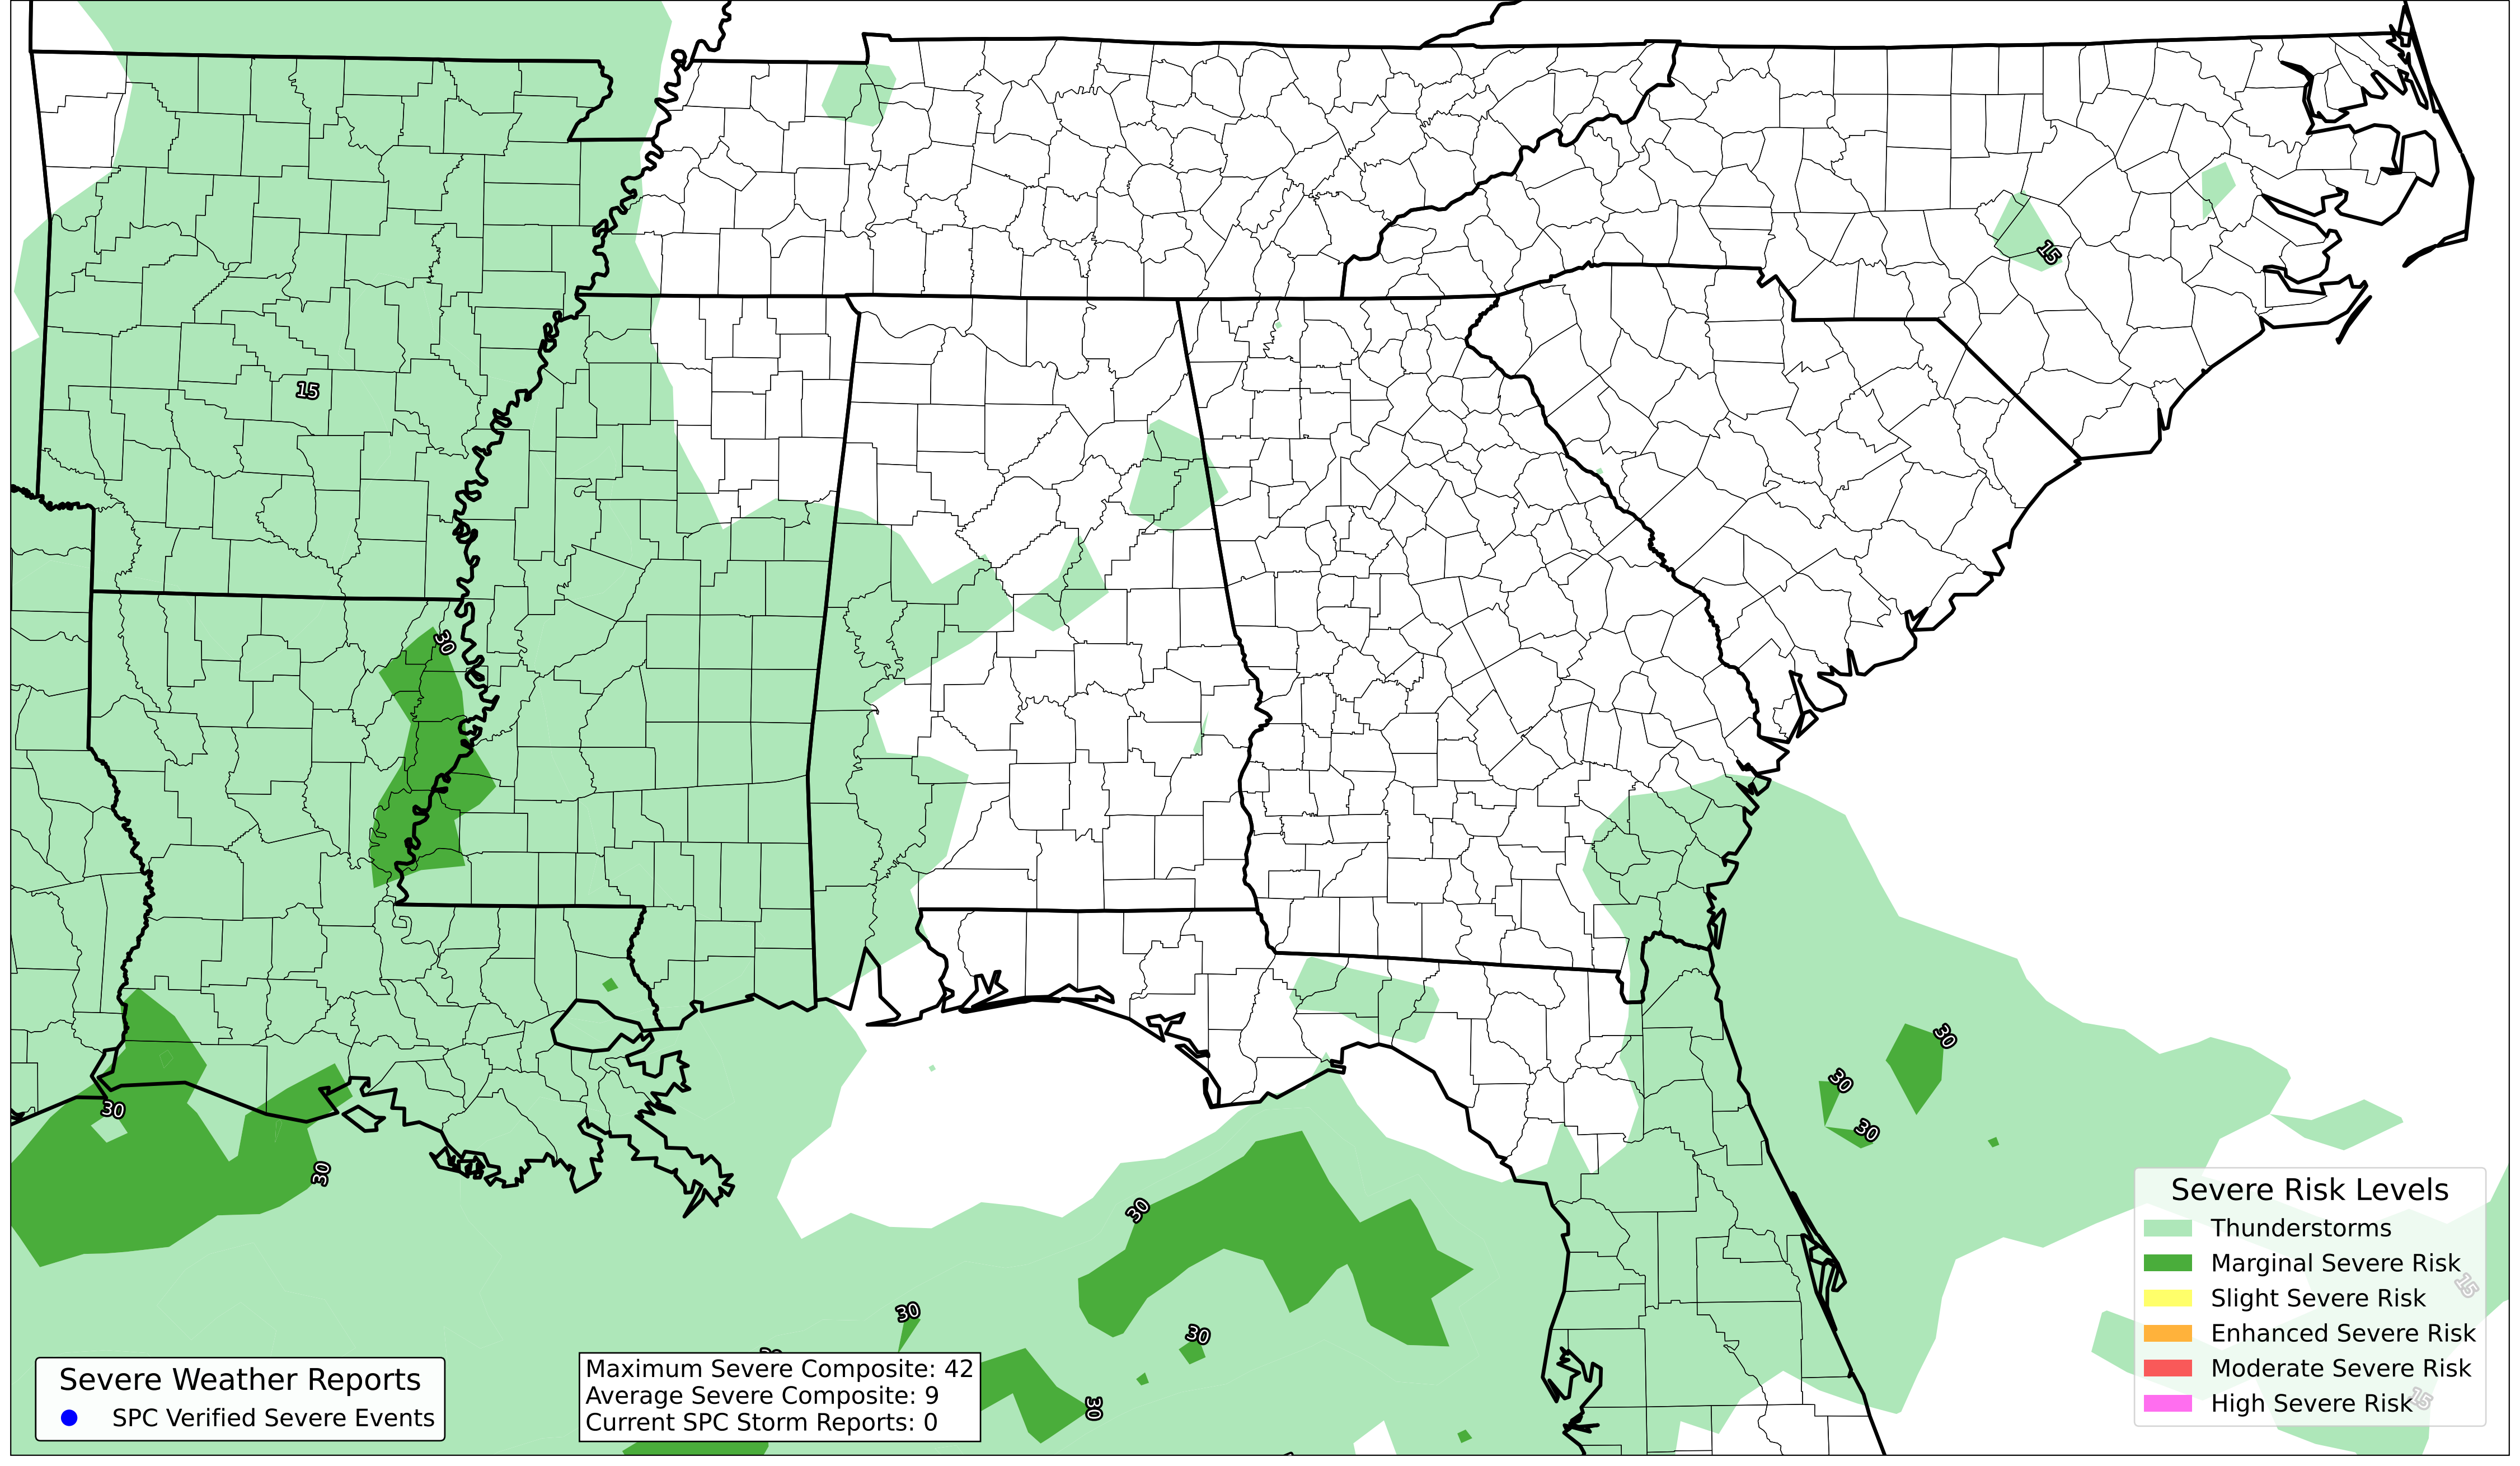 15
15
30
30
30
30
30
30
30
30
30
30
15
15
Severe Risk Levels
Thunderstorms
Marginal Severe Risk
Slight Severe Risk
Enhanced Severe Risk
Moderate Severe Risk
High Severe Risk
Severe Weather Reports
SPC Verified Severe Events
Maximum Severe Composite: 42
Average Severe Composite: 9
Current SPC Storm Reports: 0